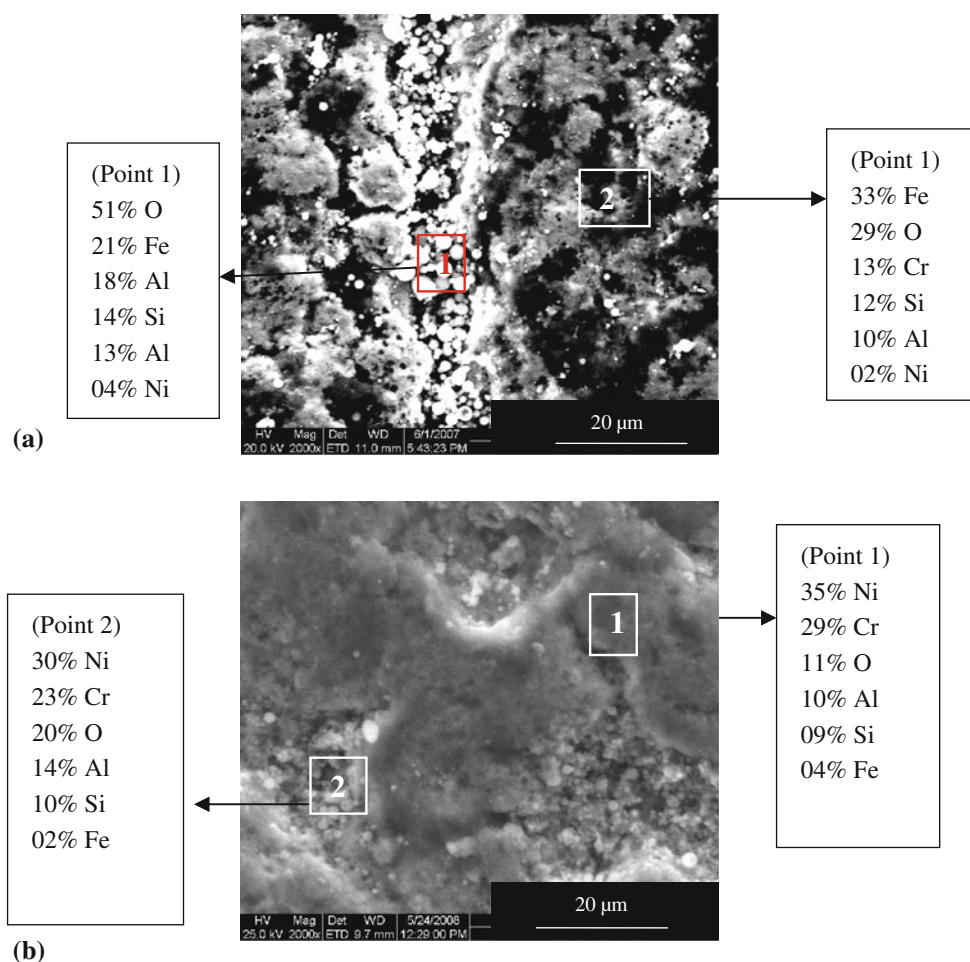 (Point 1)
51% O
21% Fe
18% Al
14% Si
13% Al
04% Ni
1
2
(Point 1)
33% Fe
29% O
13% Cr
12% Si
10% Al
02% Ni
HV Mag Det WD 6/1/2007
20.0 kV 2000x ETD 11.0 mm 5:43:23 PM
20 µm
(a)
(Point 2)
30% Ni
23% Cr
20% O
14% Al
10% Si
02% Fe
1
2
(Point 1)
35% Ni
29% Cr
11% O
10% Al
09% Si
04% Fe
HV Mag Det WD 5/24/2008
25.0 kV 2000x ETD 9.7 mm 12:29:00 PM
20 µm
(b)